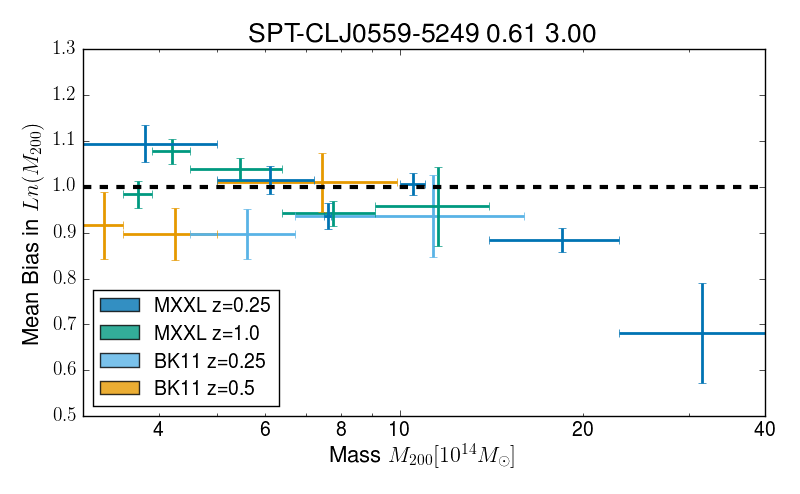 SPT-CLJ0559-5249 0.61 3.00
Mean Bias in Ln(M₂₀₀)
1.3
1.2
1.1
1.0
0.9
0.8
0.7
0.6
0.5
MXXL z=0.25
MXXL z=1.0
BK11 z=0.25
BK11 z=0.5
4 6 8 10 20 40
Mass M₂₀₀[10¹⁴M☉]